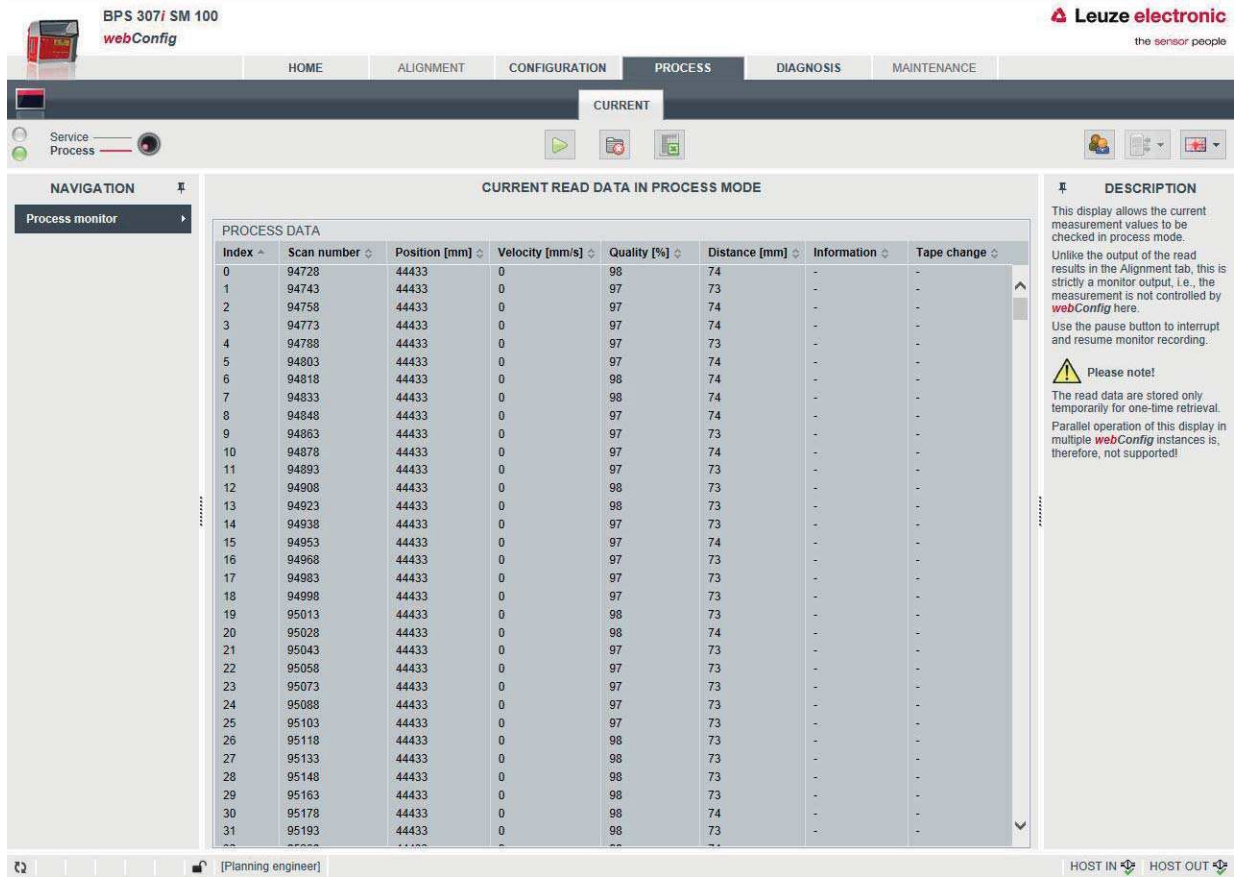 BPS 307i SM 100
webConfig
Leuze electronic
the sensor people
HOME ALIGNMENT CONFIGURATION PROCESS DIAGNOSIS MAINTENANCE
CURRENT
Service
Process
NAVIGATION
Process monitor
CURRENT READ DATA IN PROCESS MODE
PROCESS DATA
Index Scan number Position [mm] Velocity [mm/s] Quality [%] Distance [mm] Information Tape change
0 94728 44433 0 98 74 - -
1 94743 44433 0 97 73 - -
2 94758 44433 0 97 74 - -
3 94773 44433 0 97 74 - -
4 94788 44433 0 97 73 - -
5 94803 44433 0 97 74 - -
6 94818 44433 0 98 74 - -
7 94833 44433 0 98 74 - -
8 94848 44433 0 97 74 - -
9 94863 44433 0 97 73 - -
10 94878 44433 0 97 74 - -
11 94893 44433 0 97 73 - -
12 94908 44433 0 98 73 - -
13 94923 44433 0 98 73 - -
14 94938 44433 0 97 73 - -
15 94953 44433 0 97 74 - -
16 94968 44433 0 97 73 - -
17 94983 44433 0 97 73 - -
18 94998 44433 0 97 73 - -
19 95013 44433 0 98 73 - -
20 95028 44433 0 98 74 - -
21 95043 44433 0 97 73 - -
22 95058 44433 0 97 73 - -
23 95073 44433 0 97 73 - -
24 95088 44433 0 97 73 - -
25 95103 44433 0 97 73 - -
26 95118 44433 0 98 73 - -
27 95133 44433 0 98 73 - -
28 95148 44433 0 98 73 - -
29 95163 44433 0 98 73 - -
30 95178 44433 0 98 74 - -
31 95193 44433 0 98 73 - -
DESCRIPTION
This display allows the current
measurement values to be
checked in process mode.
Unlike the output of the read
results in the Alignment tab, this is
strictly a monitor output, i.e., the
measurement is not controlled by
webConfig here.
Use the pause button to interrupt
and resume monitor recording.
Please note!
The read data are stored only
temporarily for one-time retrieval.
Parallel operation of this display in
multiple webConfig instances is,
therefore, not supported!
[Planning engineer]
HOST IN HOST OUT